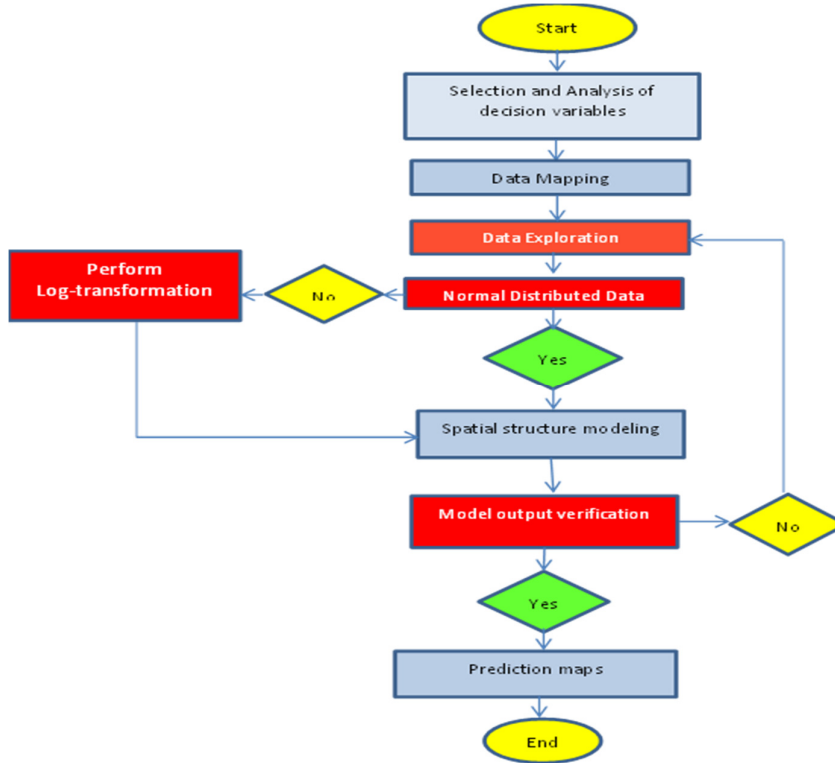 Start
Selection and Analysis of
decision variables
Data Mapping
Data Exploration
Perform
Log-transformation
No
Normal Distributed Data
Yes
Spatial structure modeling
Model output verification
No
Yes
Prediction maps
End